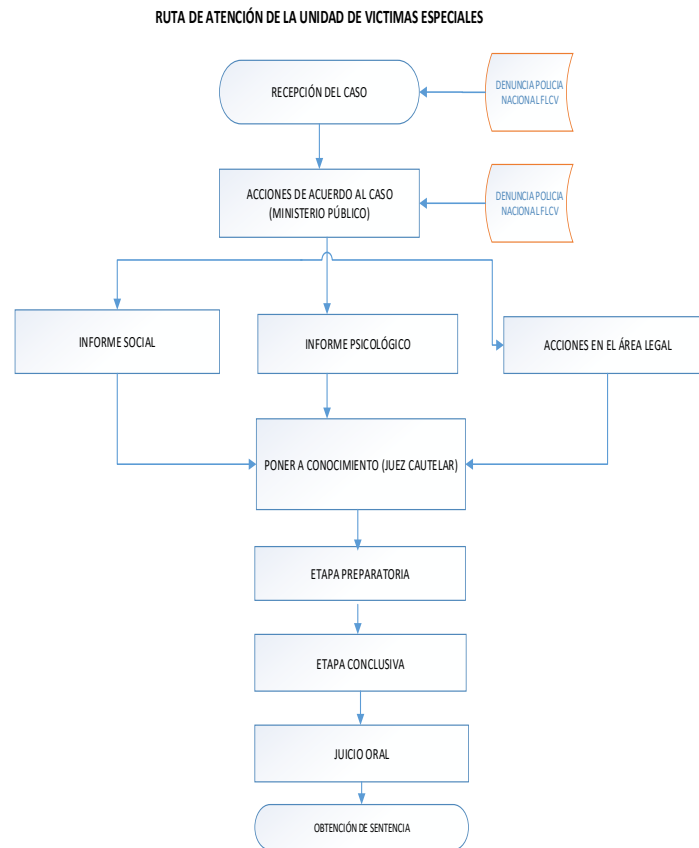 RUTA DE ATENCIÓN DE LA UNIDAD DE VICTIMAS ESPECIALES
RECEPCIÓN DEL CASO
DENUNCIA POLICIA
NACIONAL FLCV
ACCIONES DE ACUERDO AL CASO
(MINISTERIO PÚBLICO)
DENUNCIA POLICIA
NACIONAL FLCV
INFORME SOCIAL
INFORME PSICOLÓGICO
ACCIONES EN EL ÁREA LEGAL
PONER A CONOCIMIENTO (JUEZ CAUTELAR)
ETAPA PREPARATORIA
ETAPA CONCLUSIVA
JUICIO ORAL
OBTENCIÓN DE SENTENCIA